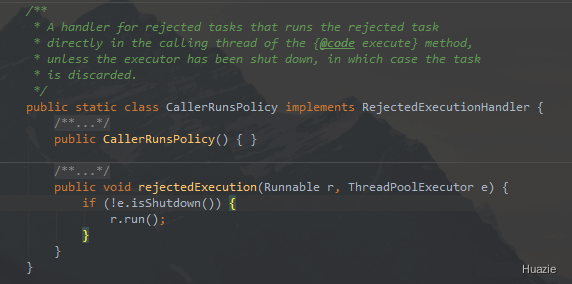 /**
 * A handler for rejected tasks that runs the rejected task
 * directly in the calling thread of the {@code execute} method,
 * unless the executor has been shut down, in which case the task
 * is discarded.
 */
public static class CallerRunsPolicy implements RejectedExecutionHandler {
    /**...*/
    public CallerRunsPolicy() { }
    /**...*/
    public void rejectedExecution(Runnable r, ThreadPoolExecutor e) {
        if (!e.isShutdown()) {
            r.run();
        }
    }
}
Huazie